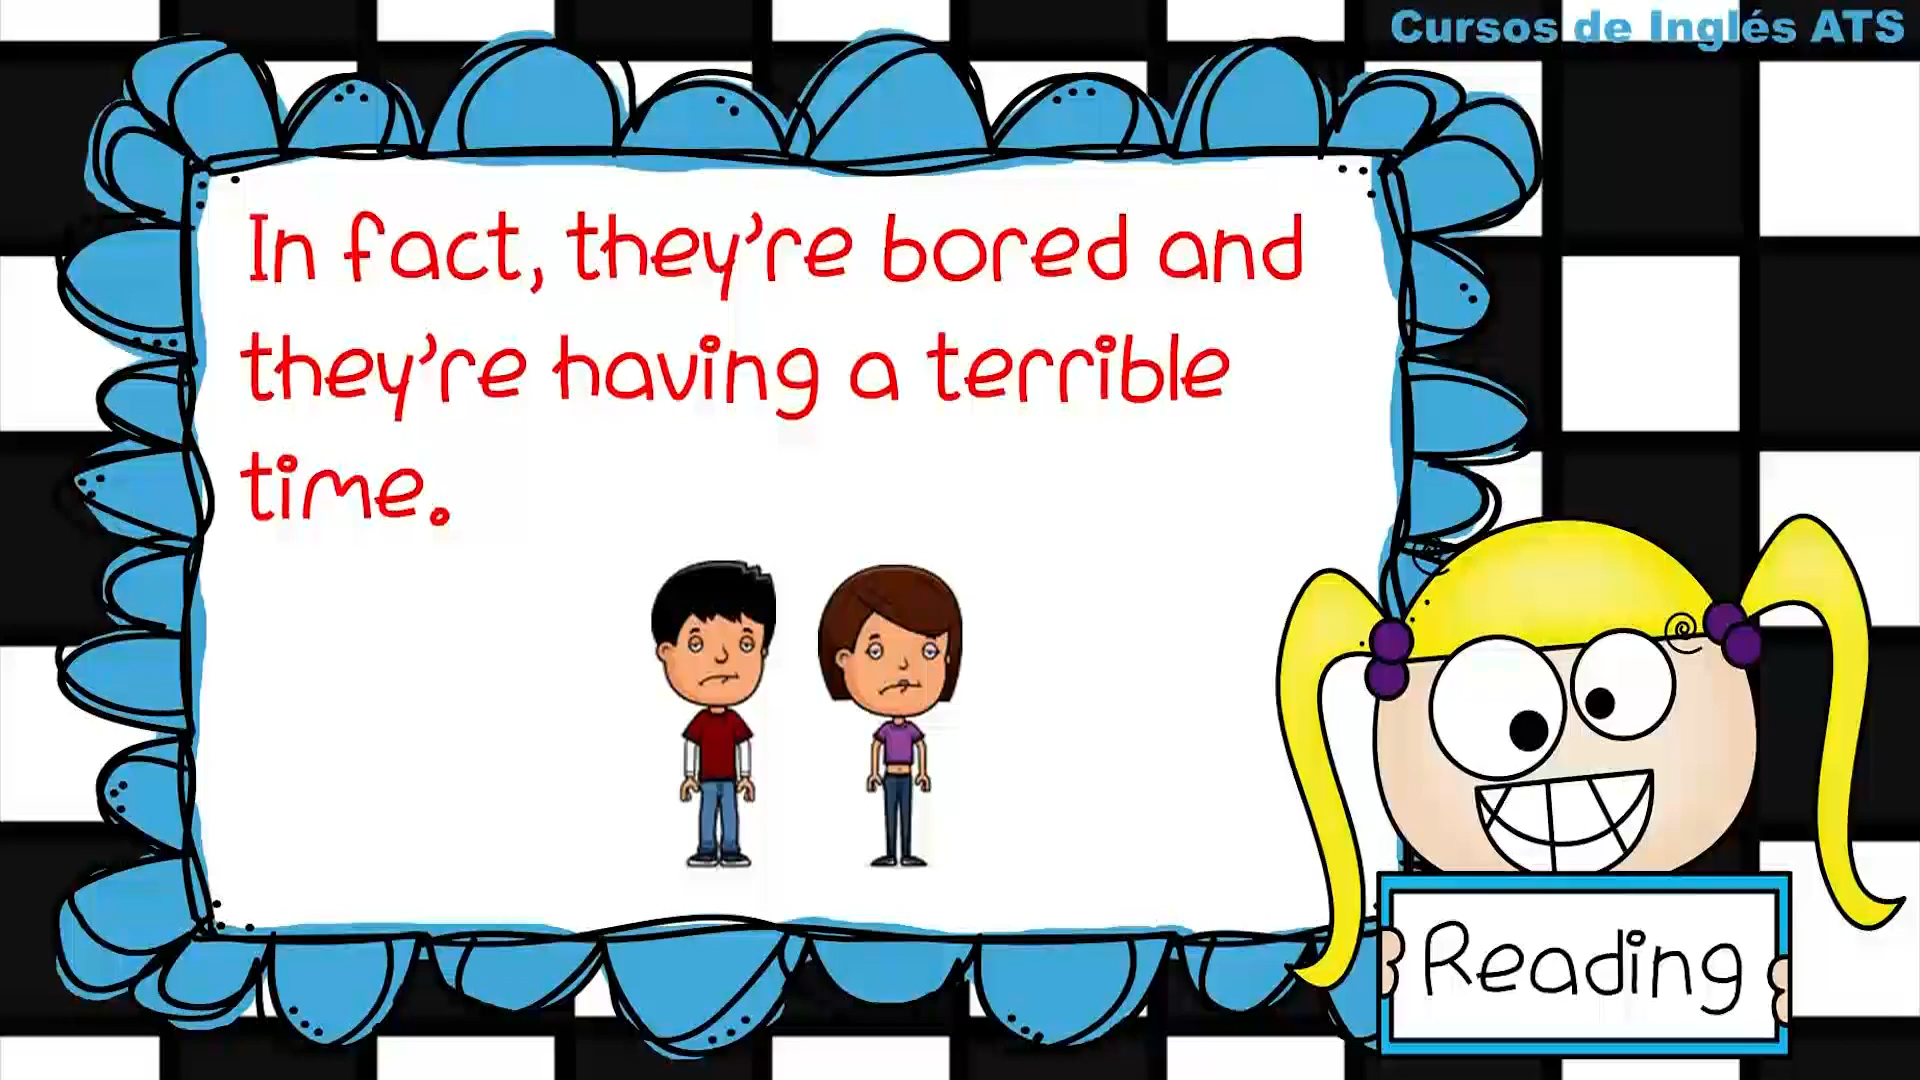 Cursos de Inglés ATS
In fact, they're bored and
they're having a terrible
time.
Reading